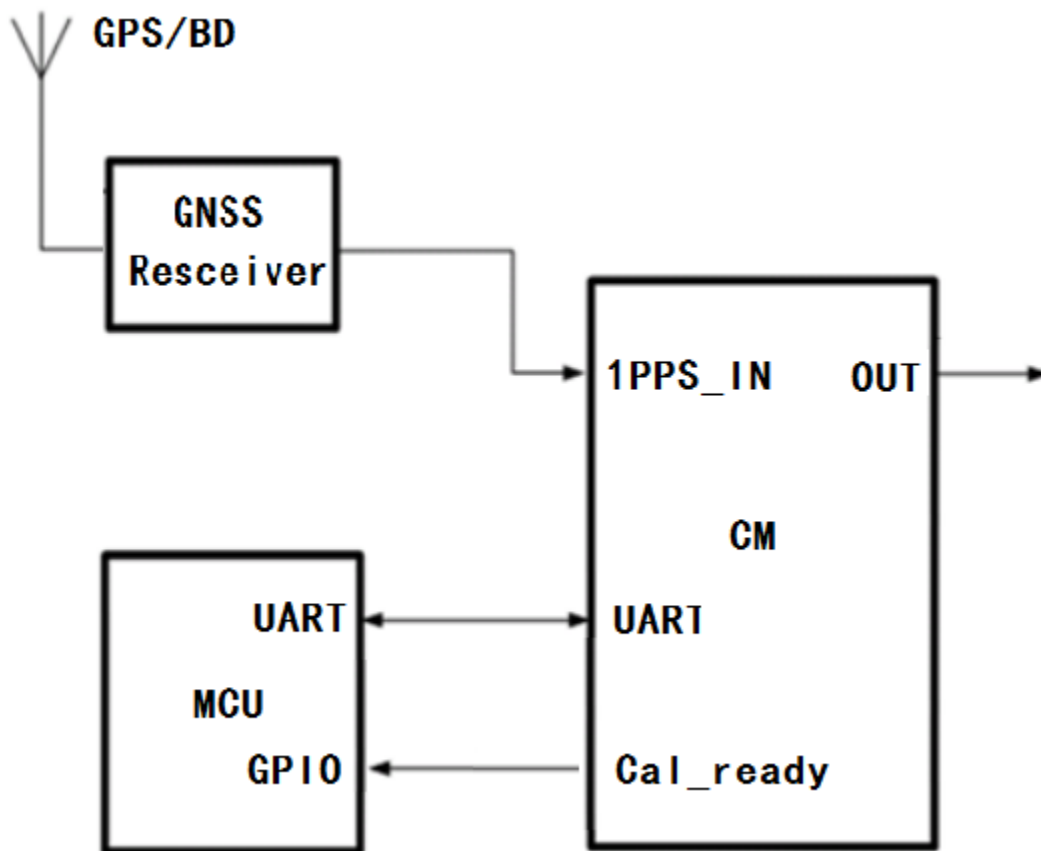 GPS/BD
GNSS
Resceiver
1PPS_IN
OUT
CM
UART
UART
MCU
GPIO
Cal_ready